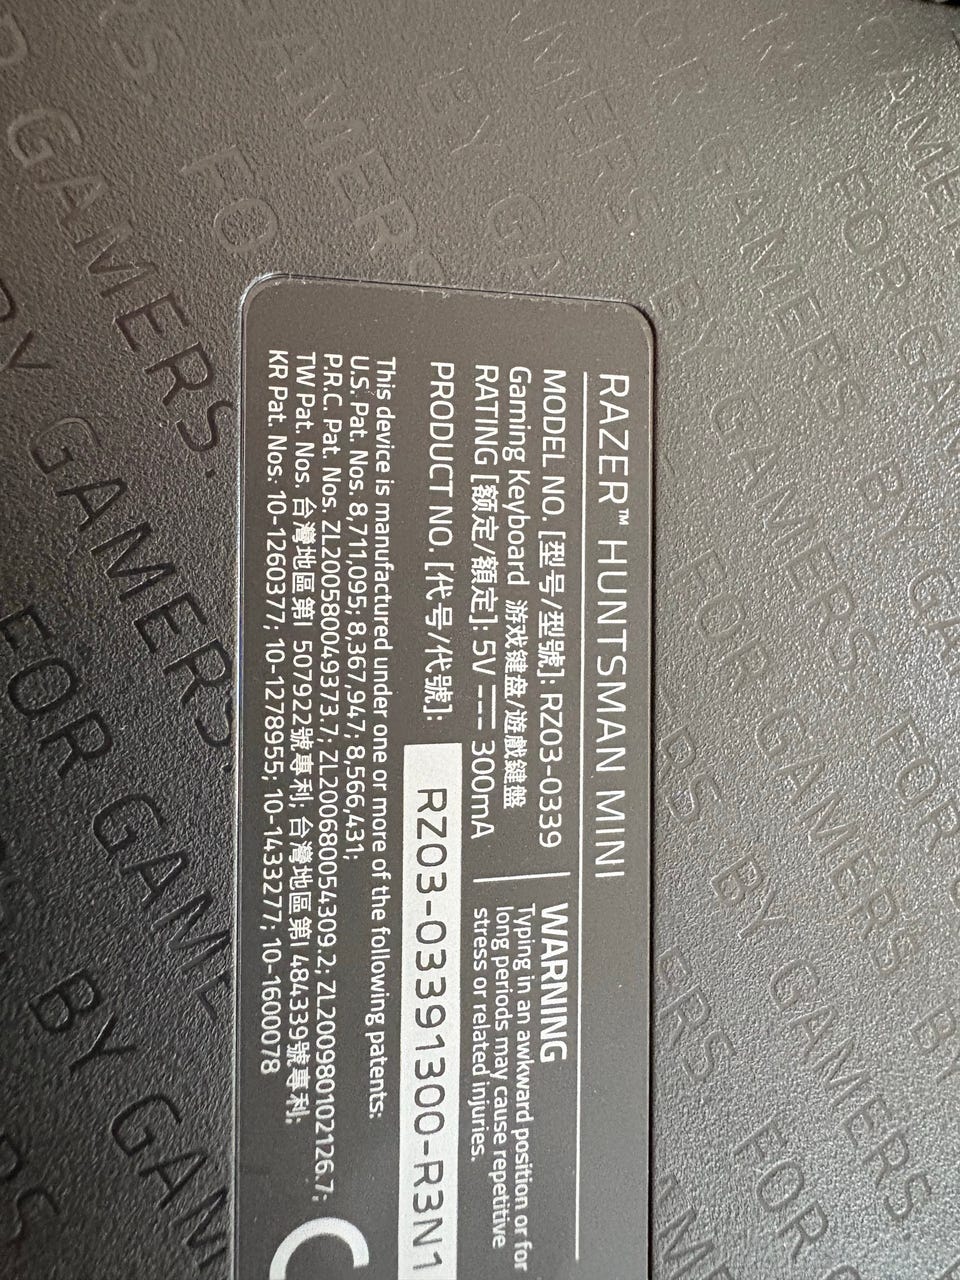 RAZER™ HUNTSMAN MINI
MODEL NO. [型号/型號]: RZ03-0339
Gaming Keyboard 游戏键盘/遊戲鍵盤
RATING [额定/額定]: 5V ⎓ 300mA
PRODUCT NO. [代号/代號]:
RZ03-03391300-R3N1
WARNING
Typing in an awkward position or for
long periods may cause repetitive
stress or related injuries.
This device is manufactured under one or more of the following patents:
U.S. Pat. Nos. 8,711,095; 8,367,947; 8,566,431;
P.R.C. Pat. Nos. ZL200580049373.7; ZL200680054309.2; ZL200980102126.7;
TW Pat. Nos. 台灣地區第I 507922號專利; 台灣地區第I 484339號專利;
KR Pat. Nos. 10-1260377; 10-1278955; 10-1433277; 10-1600078
FOR GAMERS. BY GAMERS.